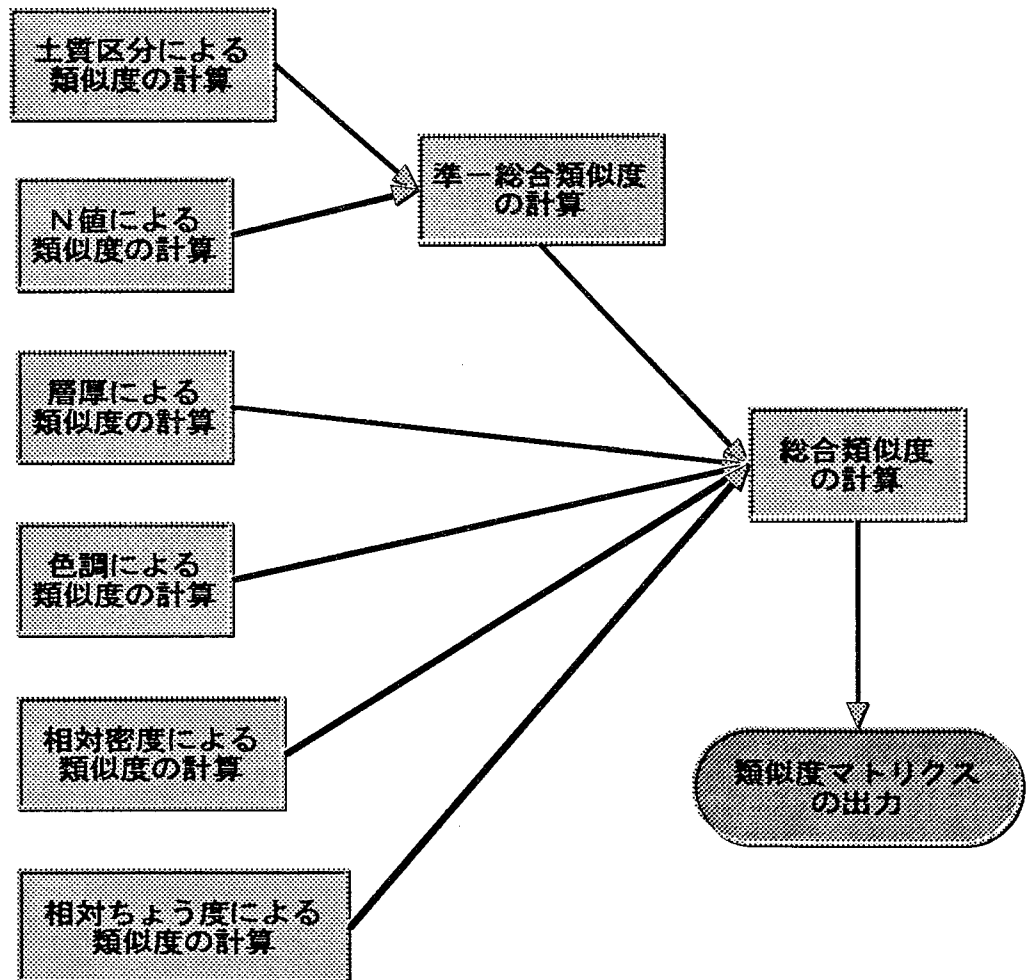 土質区分による
類似度の計算
N値による
類似度の計算
準一総合類似度
の計算
層厚による
類似度の計算
色調による
類似度の計算
総合類似度
の計算
相対密度による
類似度の計算
類似度マトリクス
の出力
相対ちょう度による
類似度の計算